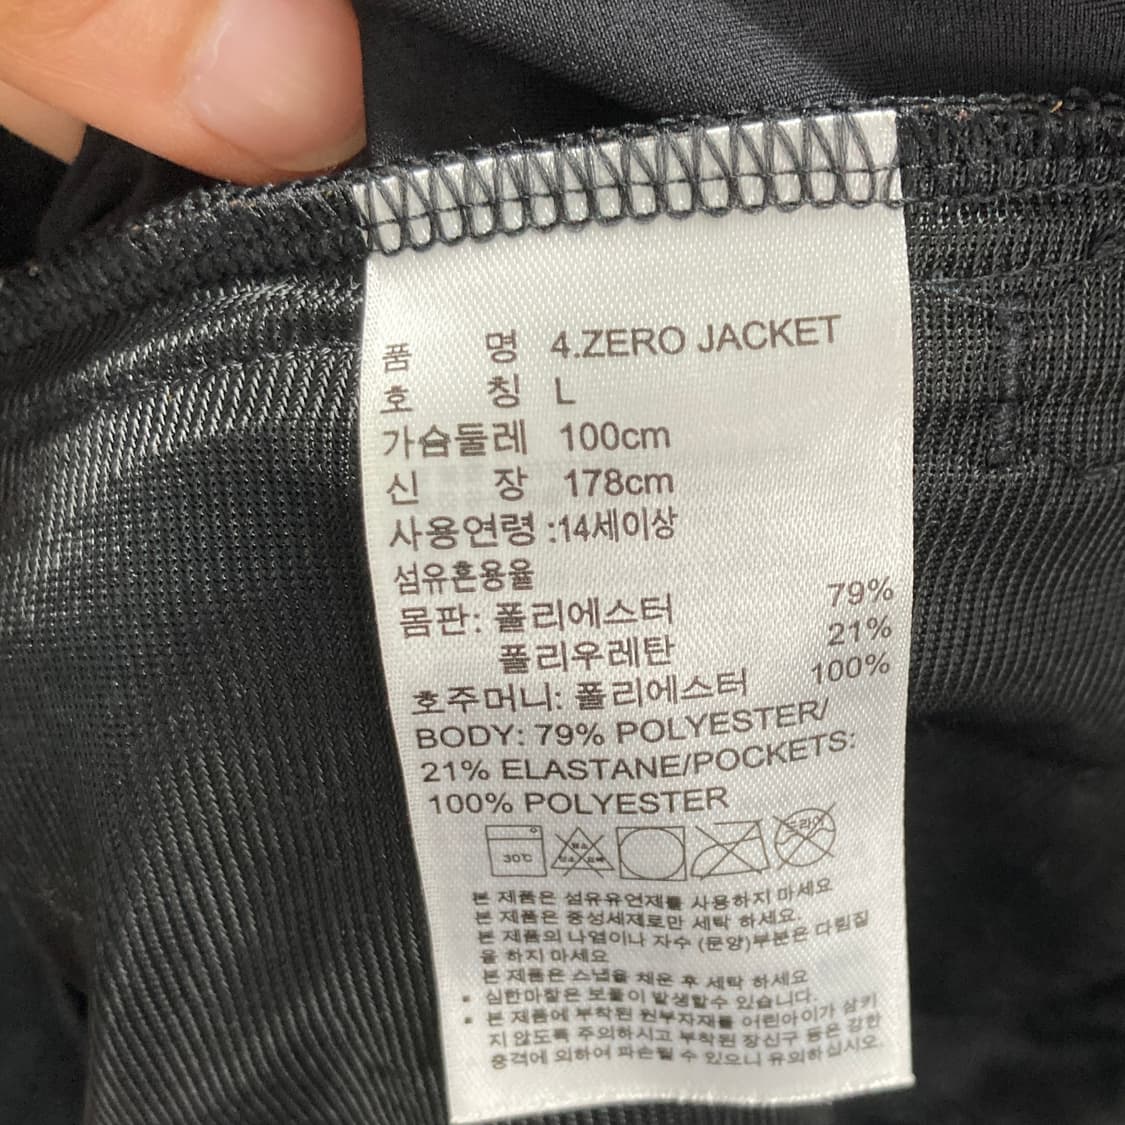 품 명 4.ZERO JACKET
호 칭 L
가슴둘레 100cm
신 장 178cm
사용연령 :14세이상
섬유혼용율
몸판: 폴리에스터 79%
폴리우레탄 21%
호주머니: 폴리에스터 100%
BODY: 79% POLYESTER/
21% ELASTANE/POCKETS:
100% POLYESTER
30℃
드라이
본 제품은 섬유유연제를 사용하지 마세요
본 제품은 중성세제로만 세탁 하세요.
본 제품의 나염이나 자수 (문양)부분은 다림질
을 하지 마세요
본 제품은 스냅을 채운 후 세탁 하세요
• 심한마찰은 보풀이 발생할수 있습니다.
• 본 제품에 부착된 원부자재를 어린아이가 삼키
지 않도록 주의하시고 부착된 장신구 등은 강한
충격에 의하여 파손될 수 있으니 유의하십시오.